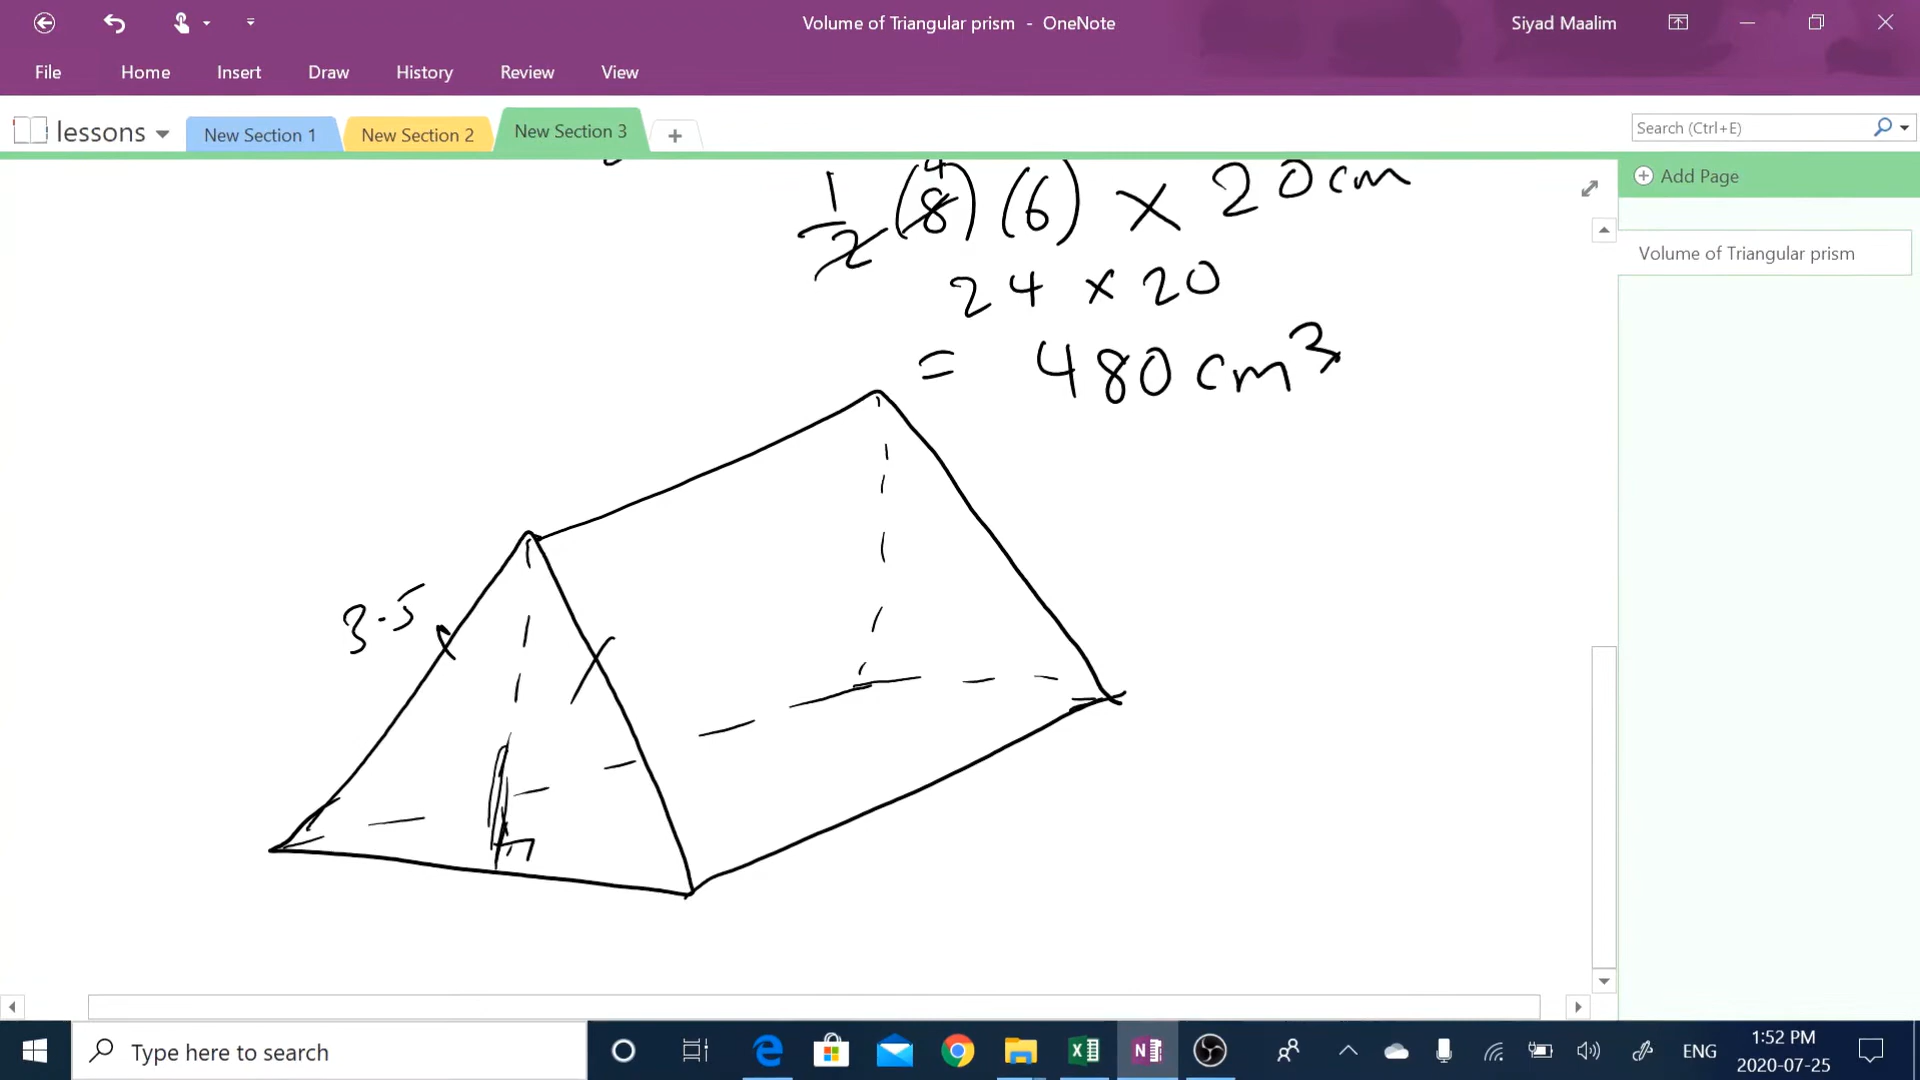 Volume of Triangular prism - OneNote
Siyad Maalim
File Home Insert Draw History Review View
lessons New Section 1 New Section 2 New Section 3 +
Search (Ctrl+E)
Add Page
Volume of Triangular prism
1/2 (8) (6) × 20cm
4
24 × 20
= 480 cm³
3.5
Type here to search
ENG
1:52 PM
2020-07-25